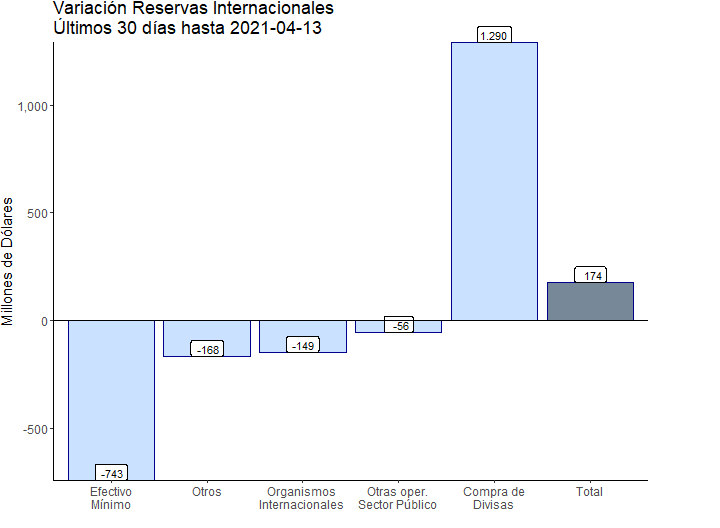 Variación Reservas Internacionales
Últimos 30 días hasta 2021-04-13
Millones de Dólares
1,000
500
0
-500
-743
-168
-149
-56
1.290
174
Efectivo
Mínimo
Otros
Organismos
Internacionales
Otras oper.
Sector Público
Compra de
Divisas
Total